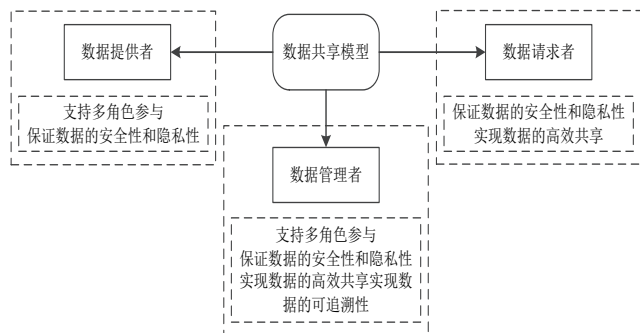 数据提供者
数据共享模型
数据请求者
支持多角色参与
保证数据的安全性和隐私性
保证数据的安全性和隐私性
实现数据的高效共享
数据管理者
支持多角色参与
保证数据的安全性和隐私性
实现数据的高效共享实现数
据的可追溯性